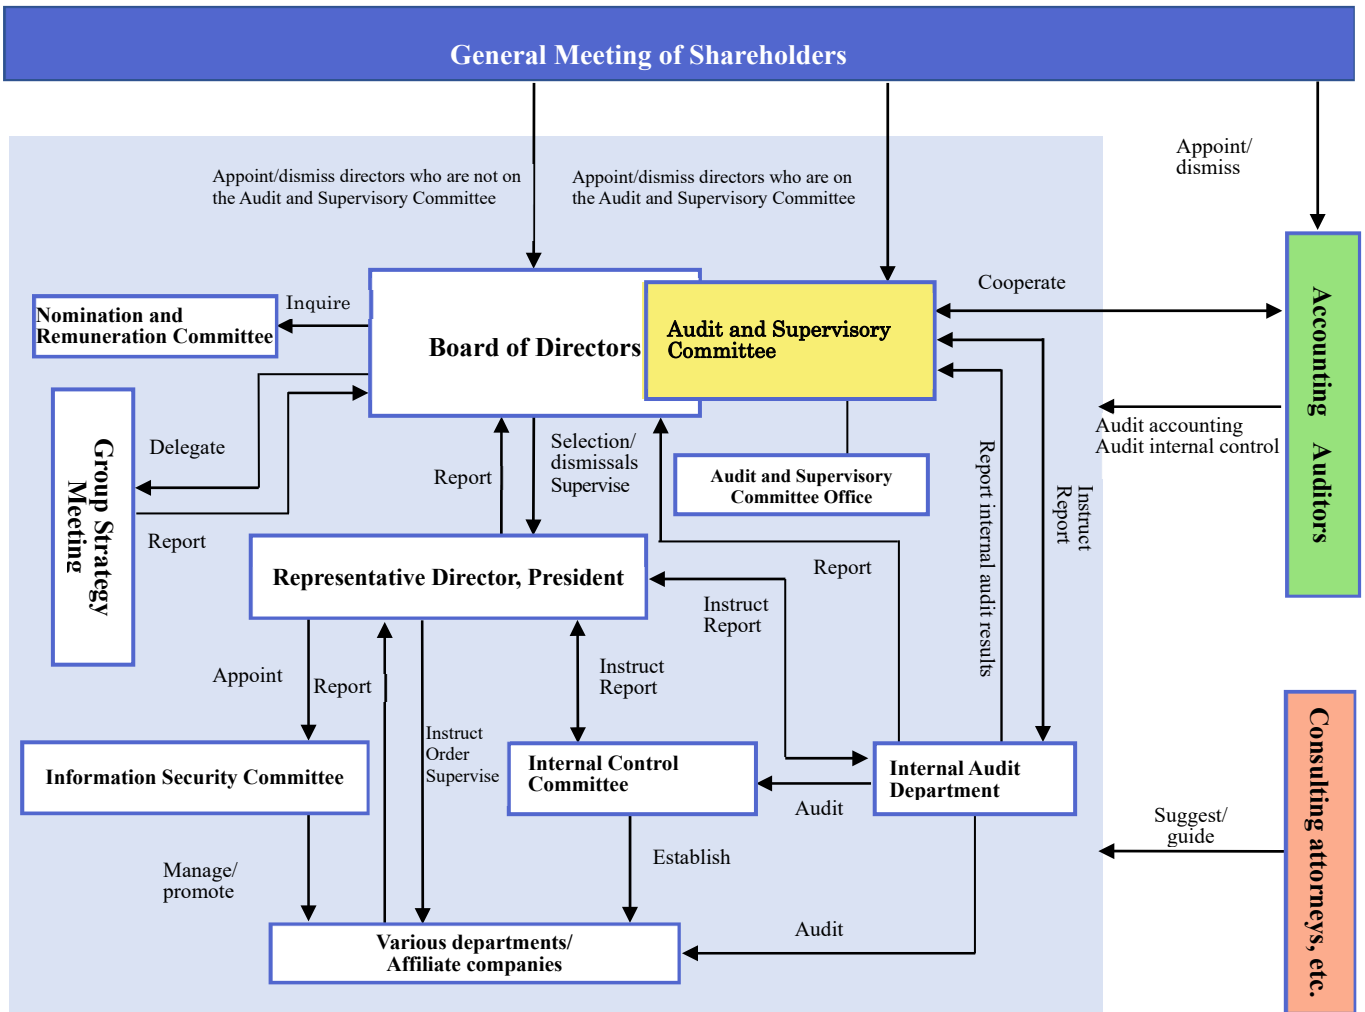 General Meeting of Shareholders
Appoint/
dismiss
Appoint/dismiss directors who are not on
the Audit and Supervisory Committee
Appoint/dismiss directors who are on
the Audit and Supervisory Committee
Cooperate
Inquire
Nomination and
Remuneration Committee
Board of Directors
Audit and Supervisory
Committee
Accounting Auditors
Audit accounting
Audit internal control
Group Strategy
Meeting
Delegate
Report
Report
Selection/
dismissals
Supervise
Audit and Supervisory
Committee Office
Report internal audit results
Instruct
Report
Representative Director, President
Report
Instruct
Report
Appoint
Report
Instruct
Report
Instruct
Order
Supervise
Information Security Committee
Internal Control
Committee
Internal Audit
Department
Audit
Suggest/
guide
Consulting attorneys, etc.
Manage/
promote
Establish
Audit
Various departments/
Affiliate companies